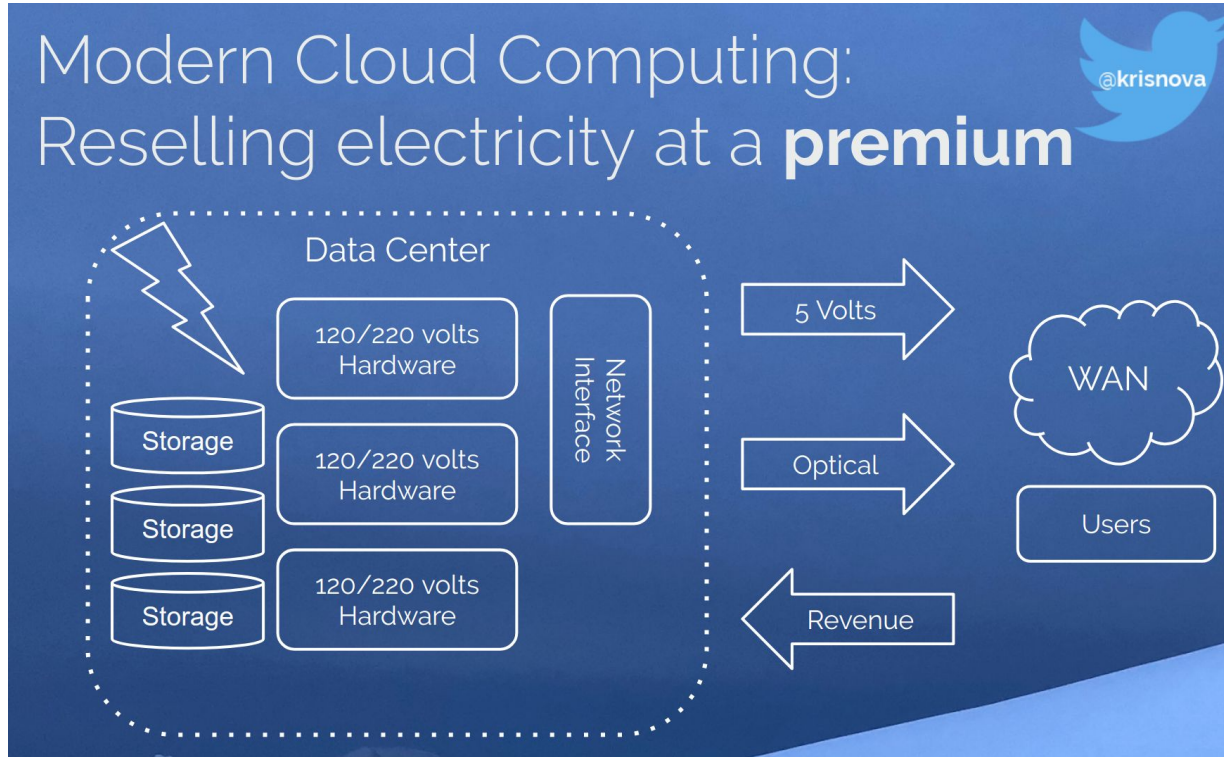 Modern Cloud Computing:
Reselling electricity at a premium
@krisnova
Data Center
120/220 volts
Hardware
Network
Interface
Storage
120/220 volts
Hardware
Storage
120/220 volts
Hardware
Storage
5 Volts
Optical
Revenue
WAN
Users